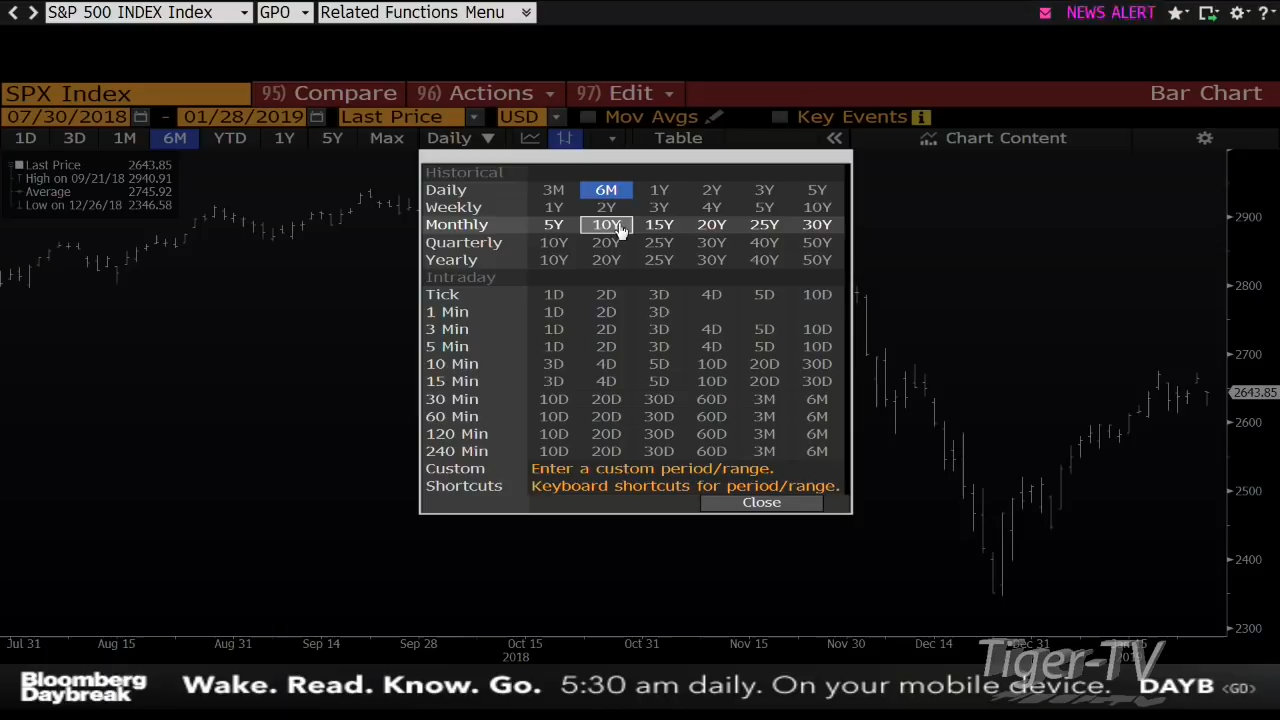 S&P 500 INDEX Index GPO Related Functions Menu NEWS ALERT ?
SPX Index 95) Compare 96) Actions 97) Edit Bar Chart
07/30/2018 - 01/28/2019 Last Price USD Mov Avgs Key Events
1D 3D 1M 6M YTD 1Y 5Y Max Daily Table Chart Content
Last Price 2643.85
High on 09/21/18 2940.91
Average 2745.92
Low on 12/26/18 2346.58
Historical
Daily 3M 6M 1Y 2Y 3Y 5Y
Weekly 1Y 2Y 3Y 4Y 5Y 10Y
Monthly 5Y 10Y 15Y 20Y 25Y 30Y
Quarterly 10Y 20Y 25Y 30Y 40Y 50Y
Yearly 10Y 20Y 25Y 30Y 40Y 50Y
Intraday
Tick 1D 2D 3D 4D 5D 10D
1 Min 1D 2D 3D
3 Min 1D 2D 3D 4D 5D 10D
5 Min 1D 2D 3D 4D 5D 10D
10 Min 3D 4D 5D 10D 20D 30D
15 Min 3D 4D 5D 10D 20D 30D
30 Min 10D 20D 30D 60D 3M 6M
60 Min 10D 20D 30D 60D 3M 6M
120 Min 10D 20D 30D 60D 3M 6M
240 Min 10D 20D 30D 60D 3M 6M
Custom Enter a custom period/range.
Shortcuts Keyboard shortcuts for period/range.
Close
2900
2800
2700
2643.85
2600
2500
2400
2300
Jul 31 Aug 15 Aug 31 Sep 14 Sep 28 Oct 15 Oct 31 Nov 15 Nov 30 Dec 14 Dec 31
2018
Tiger-TV
Bloomberg
Daybreak
Wake. Read. Know. Go. 5:30 am daily. On your mobile device. DAYB <GO>